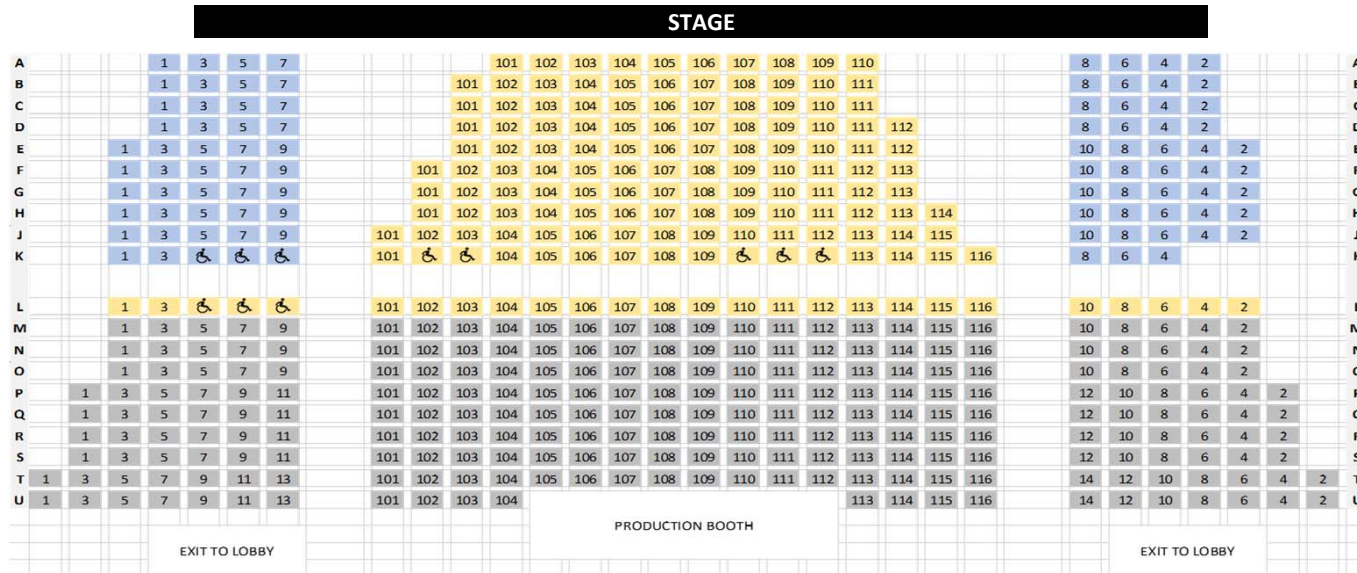 STAGE
A 1 3 5 7 101 102 103 104 105 106 107 108 109 110 8 6 4 2
B 1 3 5 7 101 102 103 104 105 106 107 108 109 110 111 8 6 4 2
C 1 3 5 7 101 102 103 104 105 106 107 108 109 110 111 8 6 4 2
D 1 3 5 7 101 102 103 104 105 106 107 108 109 110 111 112 8 6 4 2
E 1 3 5 7 9 101 102 103 104 105 106 107 108 109 110 111 112 10 8 6 4 2
F 1 3 5 7 9 101 102 103 104 105 106 107 108 109 110 111 112 113 10 8 6 4 2
G 1 3 5 7 9 101 102 103 104 105 106 107 108 109 110 111 112 113 10 8 6 4 2
H 1 3 5 7 9 101 102 103 104 105 106 107 108 109 110 111 112 113 114 10 8 6 4 2
J 1 3 5 7 9 101 102 103 104 105 106 107 108 109 110 111 112 113 114 115 10 8 6 4 2
K 1 3 101 104 105 106 107 108 109 113 114 115 116 8 6 4
L 1 3 101 102 103 104 105 106 107 108 109 110 111 112 113 114 115 116 10 8 6 4 2
M 1 3 5 7 9 101 102 103 104 105 106 107 108 109 110 111 112 113 114 115 116 10 8 6 4 2
N 1 3 5 7 9 101 102 103 104 105 106 107 108 109 110 111 112 113 114 115 116 10 8 6 4 2
O 1 3 5 7 9 101 102 103 104 105 106 107 108 109 110 111 112 113 114 115 116 10 8 6 4 2
P 1 3 5 7 9 11 101 102 103 104 105 106 107 108 109 110 111 112 113 114 115 116 12 10 8 6 4 2
Q 1 3 5 7 9 11 101 102 103 104 105 106 107 108 109 110 111 112 113 114 115 116 12 10 8 6 4 2
R 1 3 5 7 9 11 101 102 103 104 105 106 107 108 109 110 111 112 113 114 115 116 12 10 8 6 4 2
S 1 3 5 7 9 11 101 102 103 104 105 106 107 108 109 110 111 112 113 114 115 116 12 10 8 6 4 2
T 1 3 5 7 9 11 13 101 102 103 104 105 106 107 108 109 110 111 112 113 114 115 116 14 12 10 8 6 4 2
U 1 3 5 7 9 11 13 101 102 103 104 113 114 115 116 14 12 10 8 6 4 2
PRODUCTION BOOTH
EXIT TO LOBBY EXIT TO LOBBY